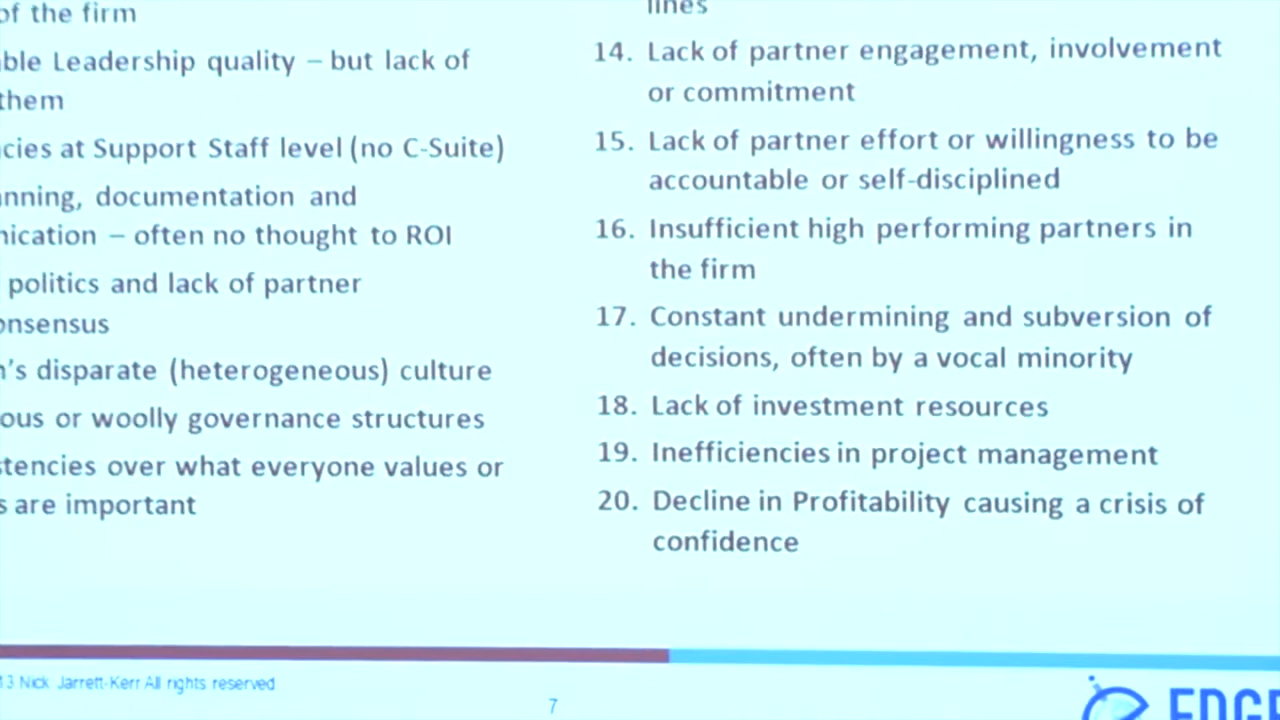 of the firm
ble Leadership quality – but lack of
them
cies at Support Staff level (no C-Suite)
nning, documentation and
ication – often no thought to ROI
politics and lack of partner
onsensus
's disparate (heterogeneous) culture
ous or woolly governance structures
tencies over what everyone values or
s are important
lines
14. Lack of partner engagement, involvement
or commitment
15. Lack of partner effort or willingness to be
accountable or self-disciplined
16. Insufficient high performing partners in
the firm
17. Constant undermining and subversion of
decisions, often by a vocal minority
18. Lack of investment resources
19. Inefficiencies in project management
20. Decline in Profitability causing a crisis of
confidence
13 Nick Jarrett-Kerr All rights reserved
7
EDGE